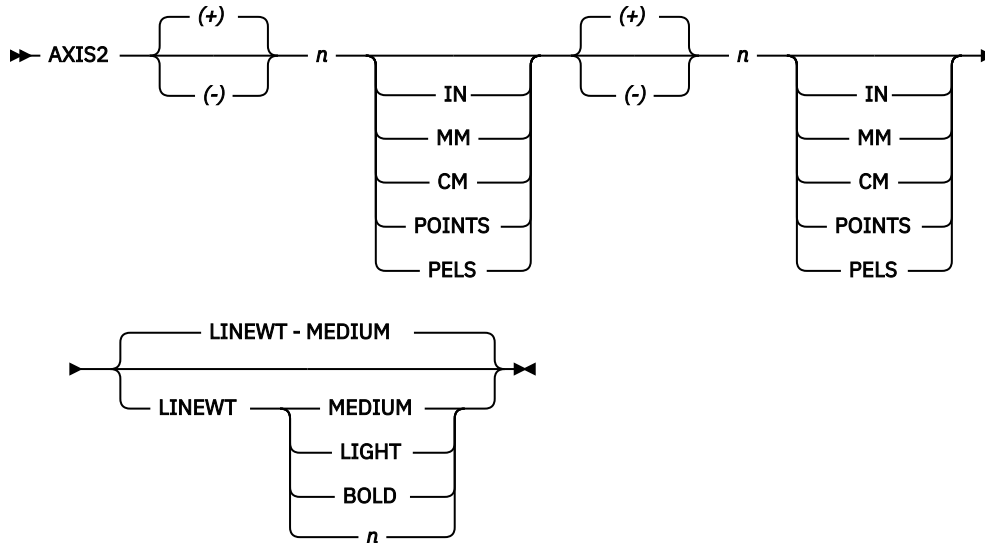 (+) (+)
AXIS2 n n
(-) (-)
IN IN
MM MM
CM CM
POINTS POINTS
PELS PELS
LINEWT - MEDIUM
LINEWT MEDIUM
LIGHT
BOLD
n